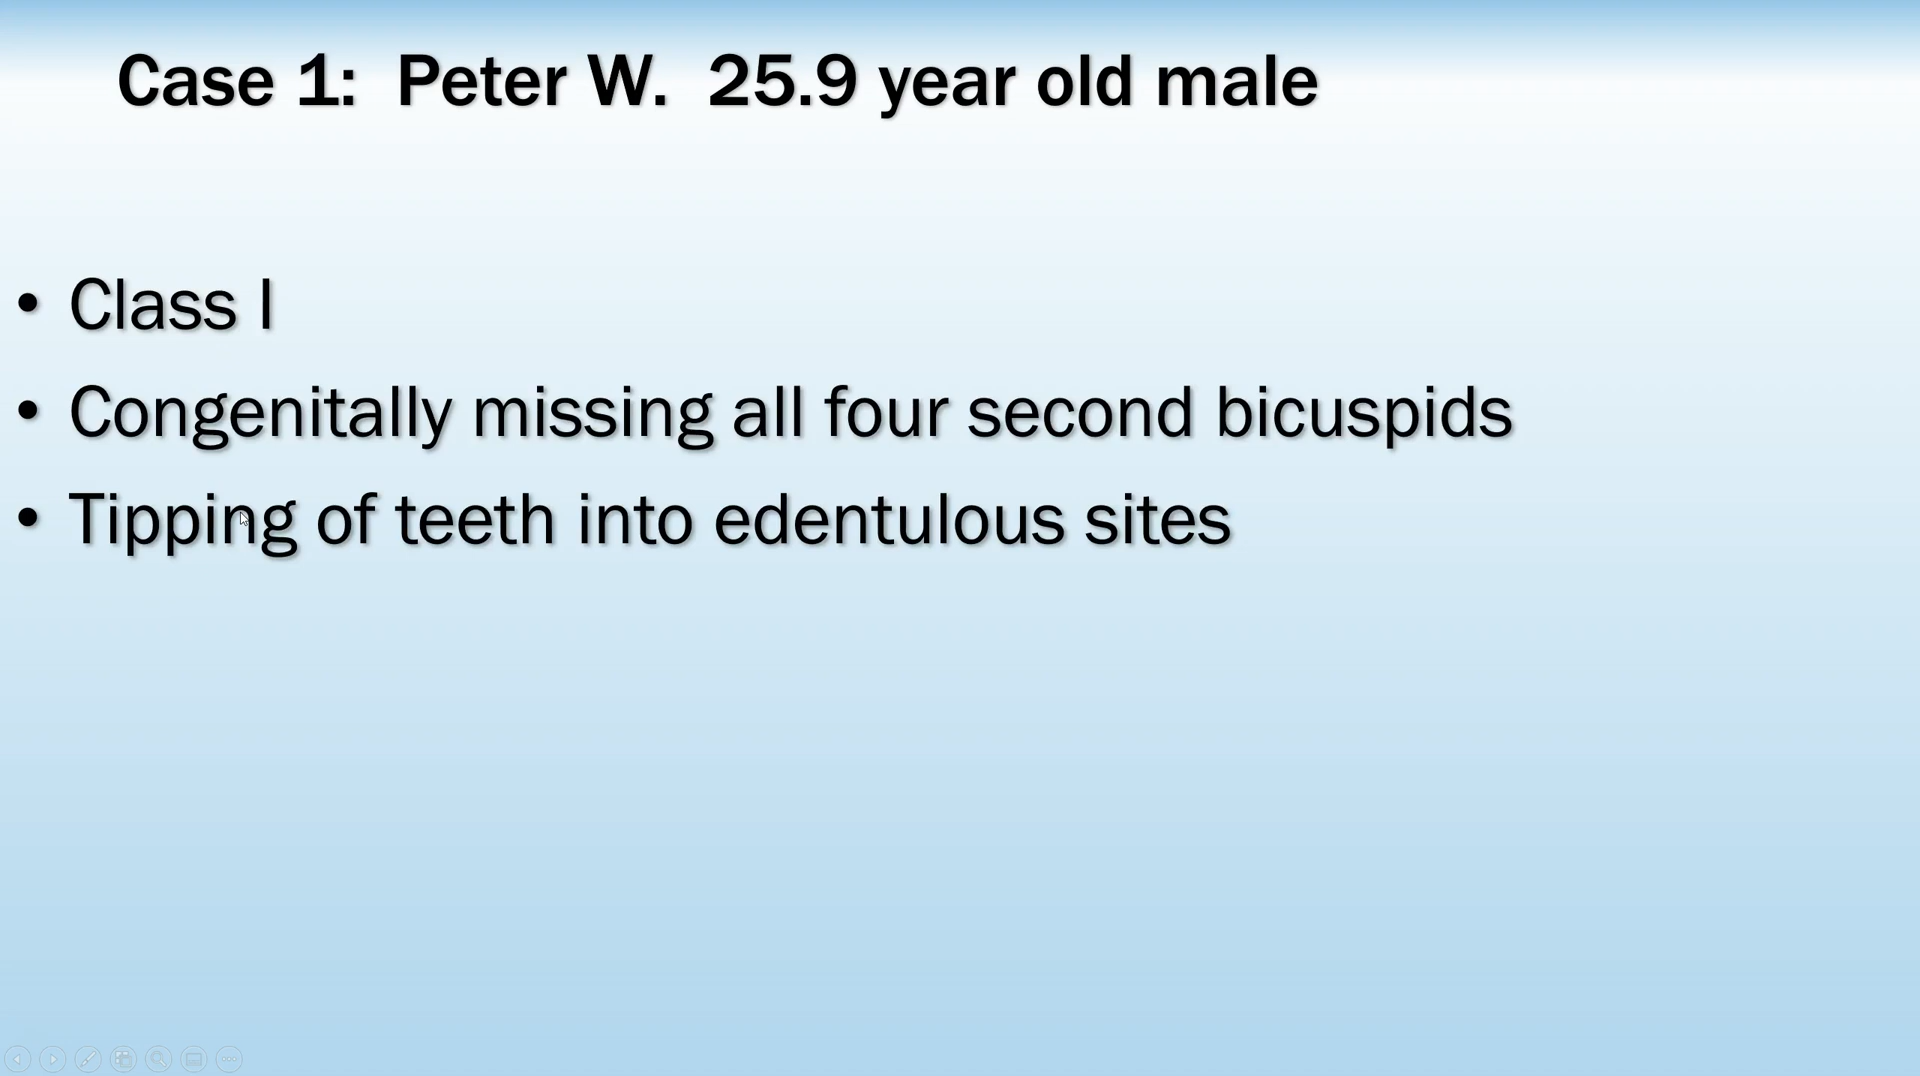 Case 1: Peter W. 25.9 year old male
• Class I
• Congenitally missing all four second bicuspids
• Tipping of teeth into edentulous sites